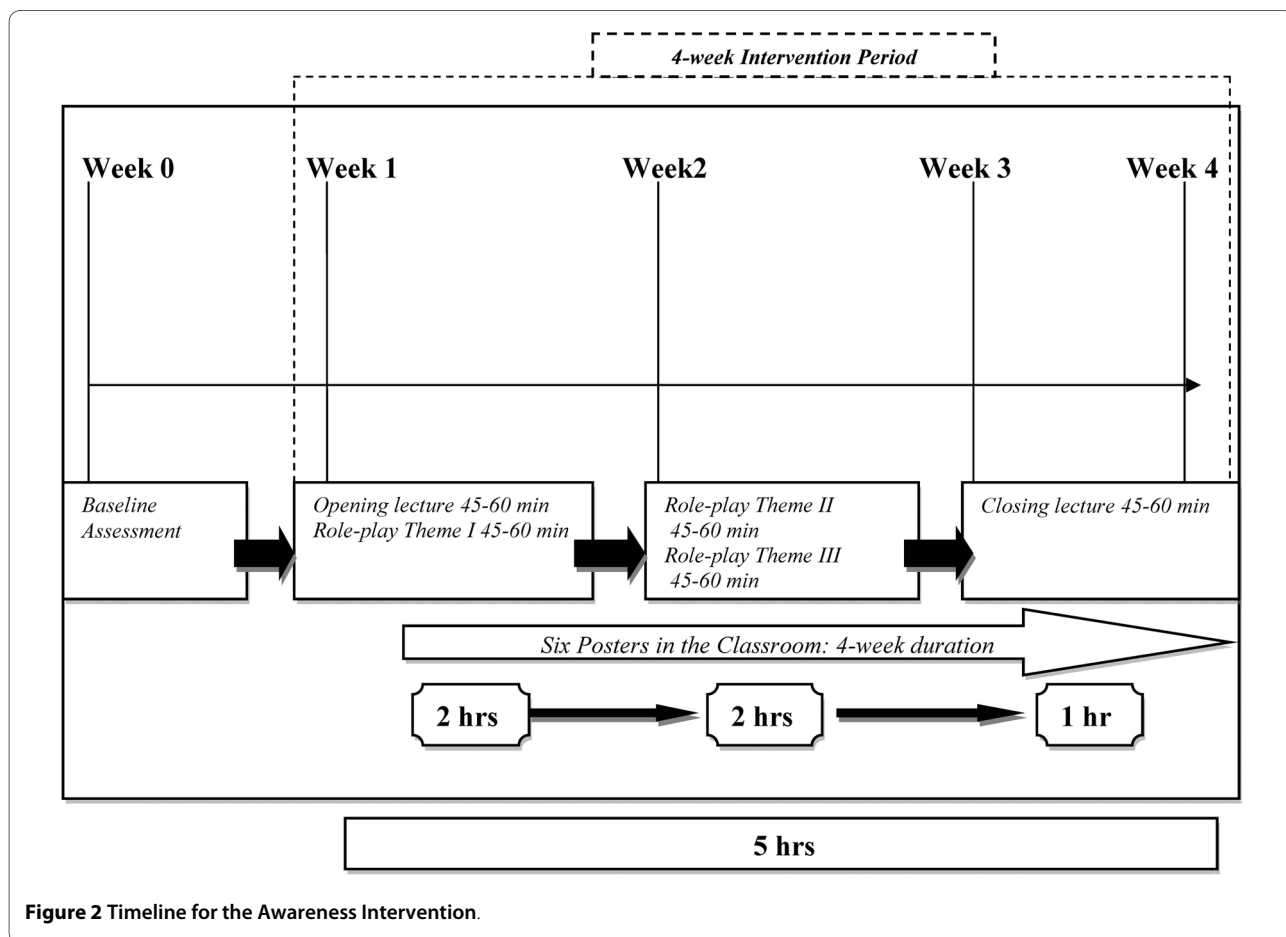 4-week Intervention Period
Week 0 Week 1 Week2 Week 3 Week 4
Baseline
Assessment
Opening lecture 45-60 min
Role-play Theme I 45-60 min
Role-play Theme II
45-60 min
Role-play Theme III
45-60 min
Closing lecture 45-60 min
Six Posters in the Classroom: 4-week duration
2 hrs 2 hrs 1 hr
5 hrs
Figure 2 Timeline for the Awareness Intervention.